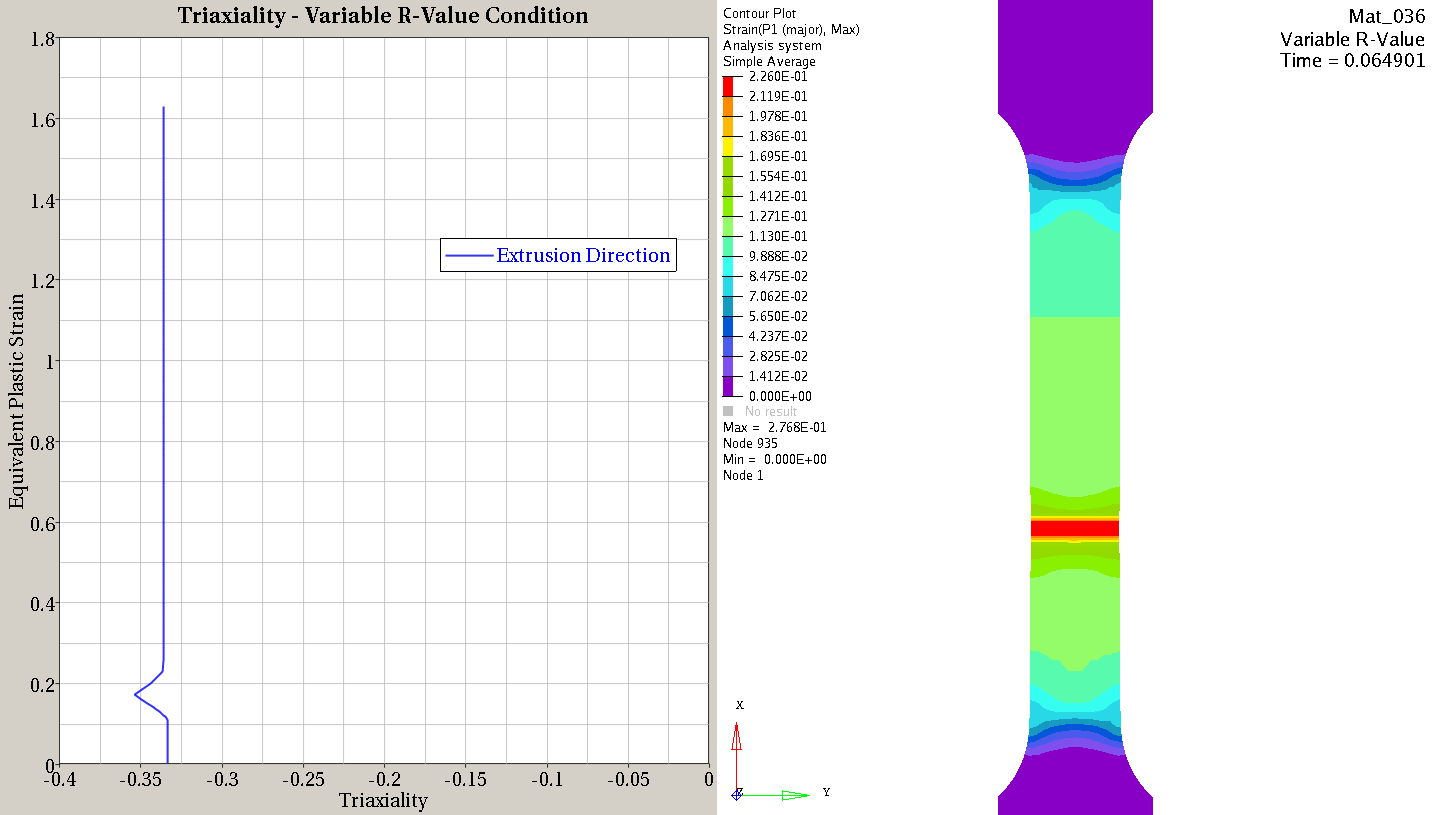 Triaxiality - Variable R-Value Condition
1.8
1.6
1.4
1.2
1
0.8
0.6
0.4
0.2
0
Equivalent Plastic Strain
Extrusion Direction
-0.4
-0.35
-0.3
-0.25
-0.2
-0.15
-0.1
-0.05
0
Triaxiality
Contour Plot
Strain(P1 (major), Max)
Analysis system
Simple Average
2.260E-01
2.119E-01
1.978E-01
1.836E-01
1.695E-01
1.554E-01
1.412E-01
1.271E-01
1.130E-01
9.888E-02
8.475E-02
7.062E-02
5.650E-02
4.237E-02
2.825E-02
1.412E-02
0.000E+00
No result
Max = 2.768E-01
Node 935
Min = 0.000E+00
Node 1
X
Z
Y
Mat_036
Variable R-Value
Time = 0.064901